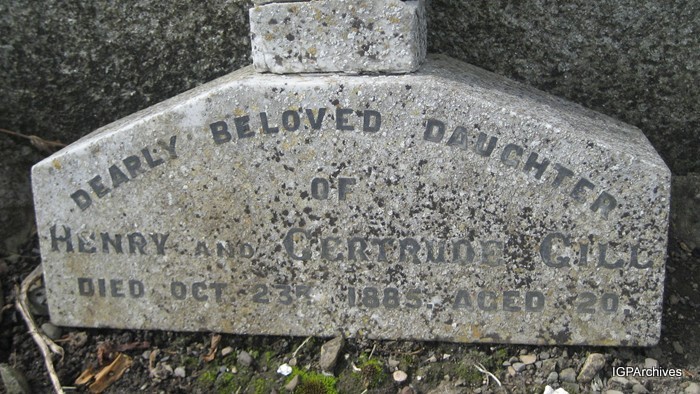 DEARLY BELOVED DAUGHTER
OF
HENRY AND GERTRUDE GILL
DIED OCT. 23RD 1885, AGED 20.
IGPArchives